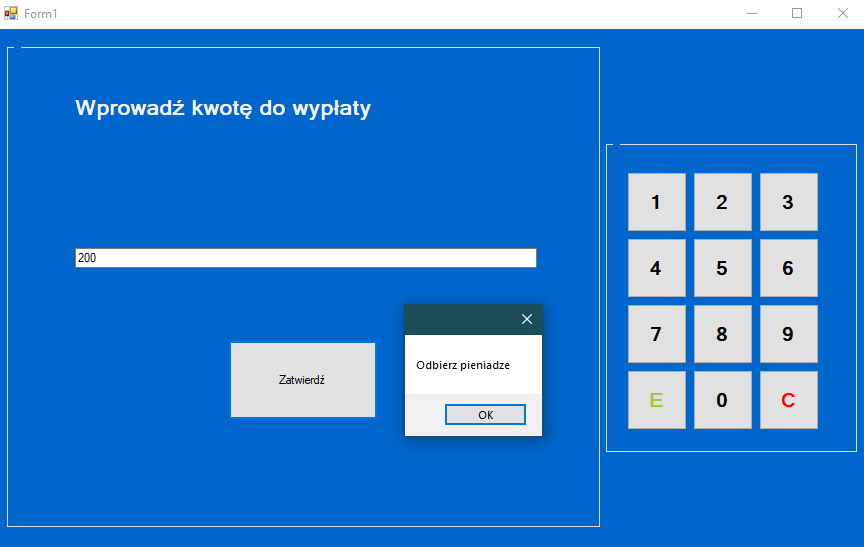 Form1
Wprowadź kwotę do wypłaty
200
Zatwierdź
Odbierz pieniadze
OK
1 2 3
4 5 6
7 8 9
E 0 C